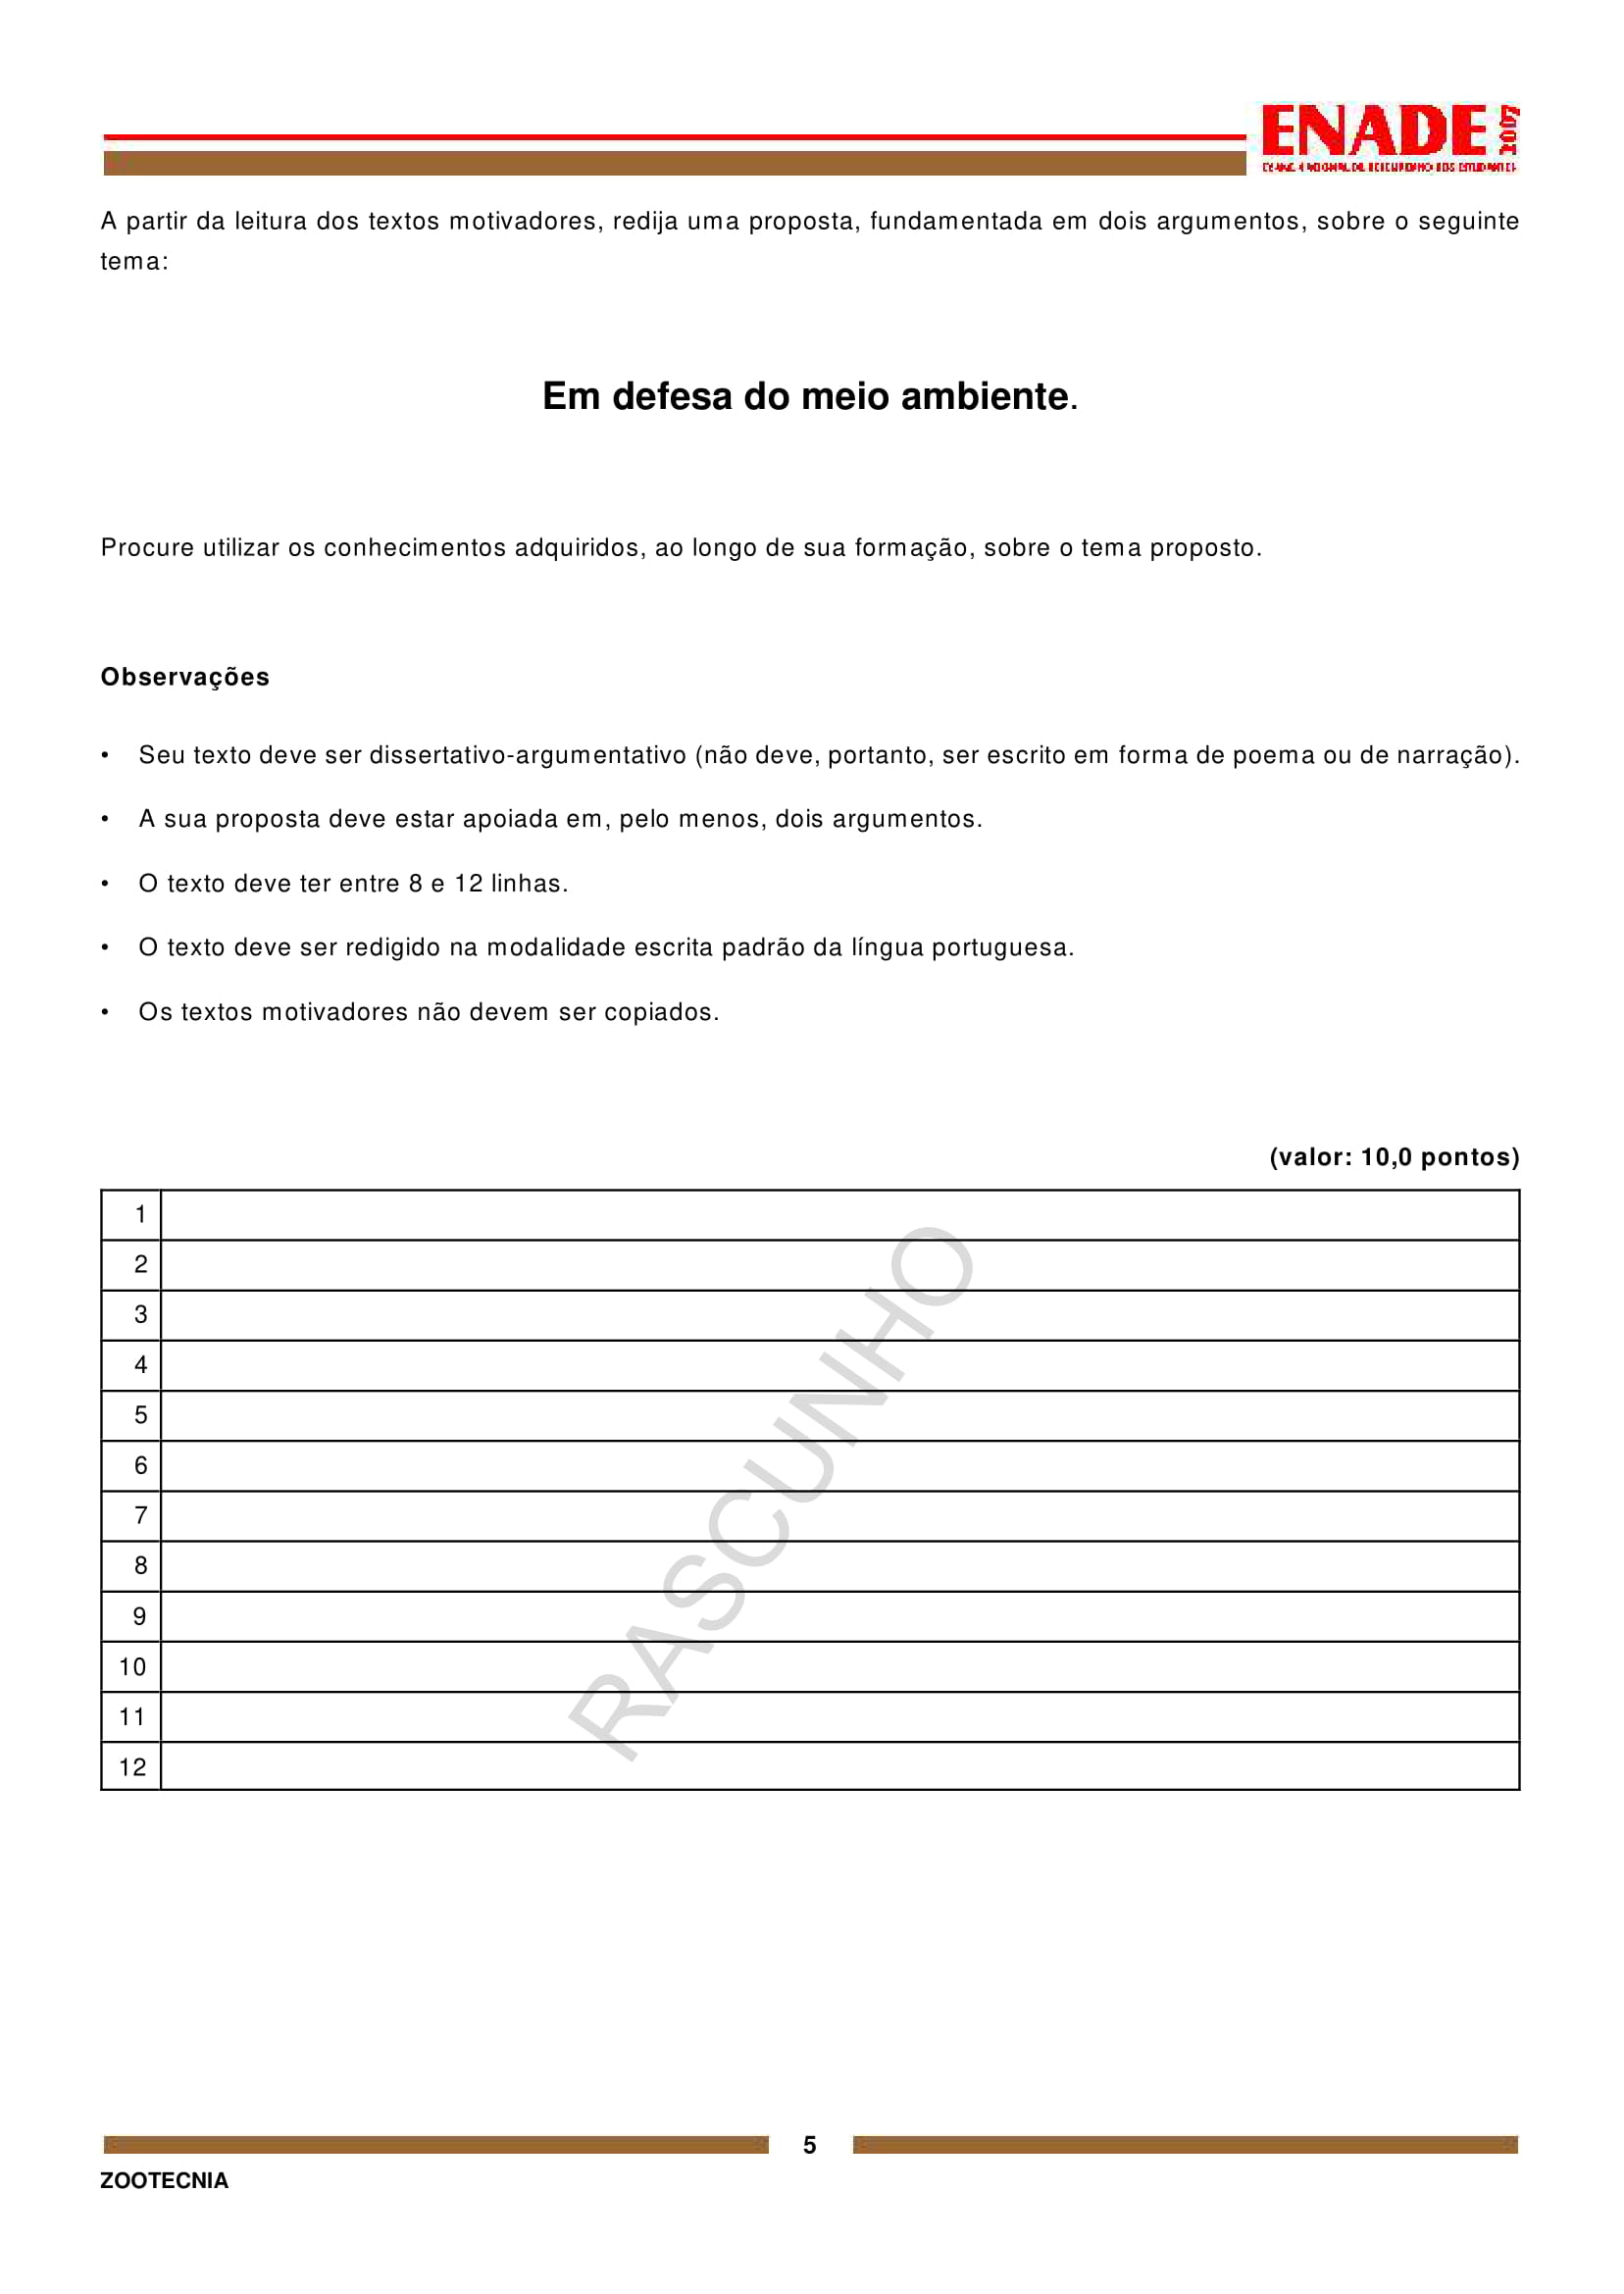 ENADE 2007
EXAME NACIONAL DE DESEMPENHO DOS ESTUDANTES
A partir da leitura dos textos motivadores, redija uma proposta, fundamentada em dois argumentos, sobre o seguinte
tema:
Em defesa do meio ambiente.
Procure utilizar os conhecimentos adquiridos, ao longo de sua formação, sobre o tema proposto.
Observações
• Seu texto deve ser dissertativo-argumentativo (não deve, portanto, ser escrito em forma de poema ou de narração).
• A sua proposta deve estar apoiada em, pelo menos, dois argumentos.
• O texto deve ter entre 8 e 12 linhas.
• O texto deve ser redigido na modalidade escrita padrão da língua portuguesa.
• Os textos motivadores não devem ser copiados.
(valor: 10,0 pontos)
1
2
3
4
5
6
7
8
9
10
11
12
RASCUNHO
5
ZOOTECNIA